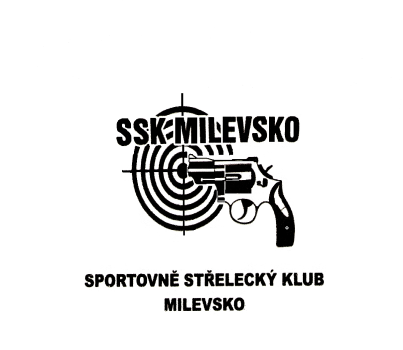 SSK MILEVSKO
SPORTOVNĚ STŘELECKÝ KLUB
MILEVSKO